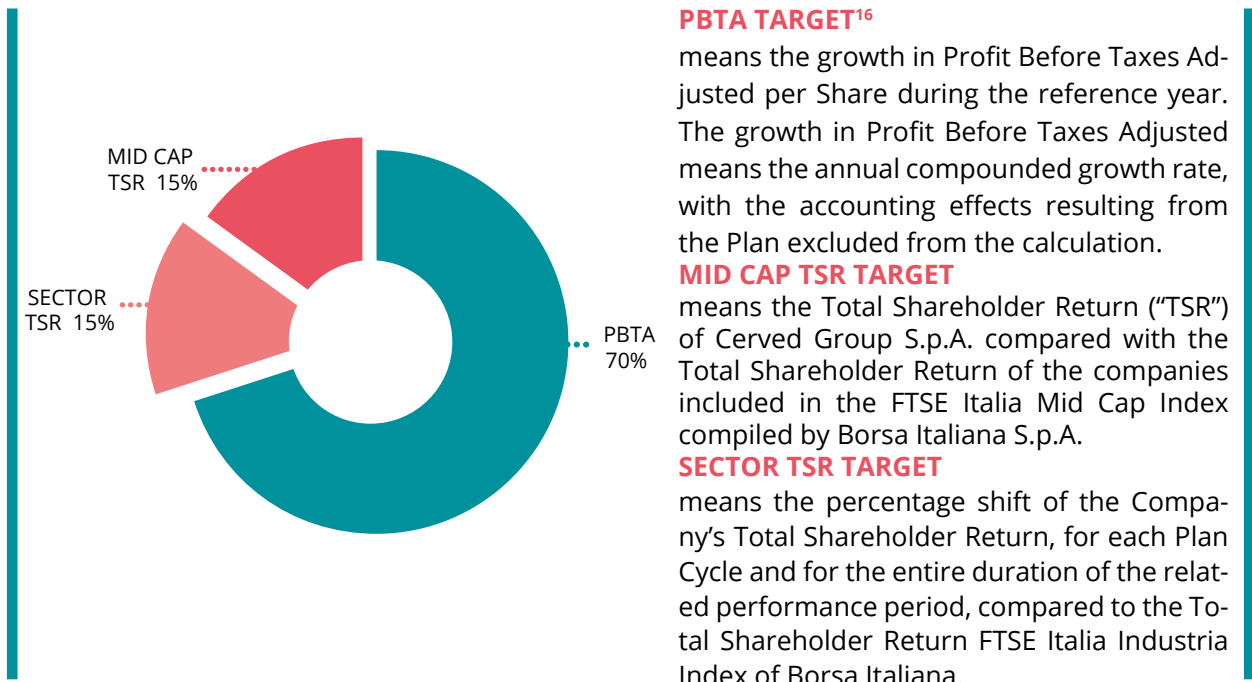 MID CAP
TSR 15%
SECTOR
TSR 15%
PBTA
70%
PBTA TARGET16
means the growth in Profit Before Taxes Ad-
justed per Share during the reference year.
The growth in Profit Before Taxes Adjusted
means the annual compounded growth rate,
with the accounting effects resulting from
the Plan excluded from the calculation.
MID CAP TSR TARGET
means the Total Shareholder Return (“TSR”)
of Cerved Group S.p.A. compared with the
Total Shareholder Return of the companies
included in the FTSE Italia Mid Cap Index
compiled by Borsa Italiana S.p.A.
SECTOR TSR TARGET
means the percentage shift of the Compa-
ny’s Total Shareholder Return, for each Plan
Cycle and for the entire duration of the relat-
ed performance period, compared to the To-
tal Shareholder Return FTSE Italia Industria
Index of Borsa Italiana